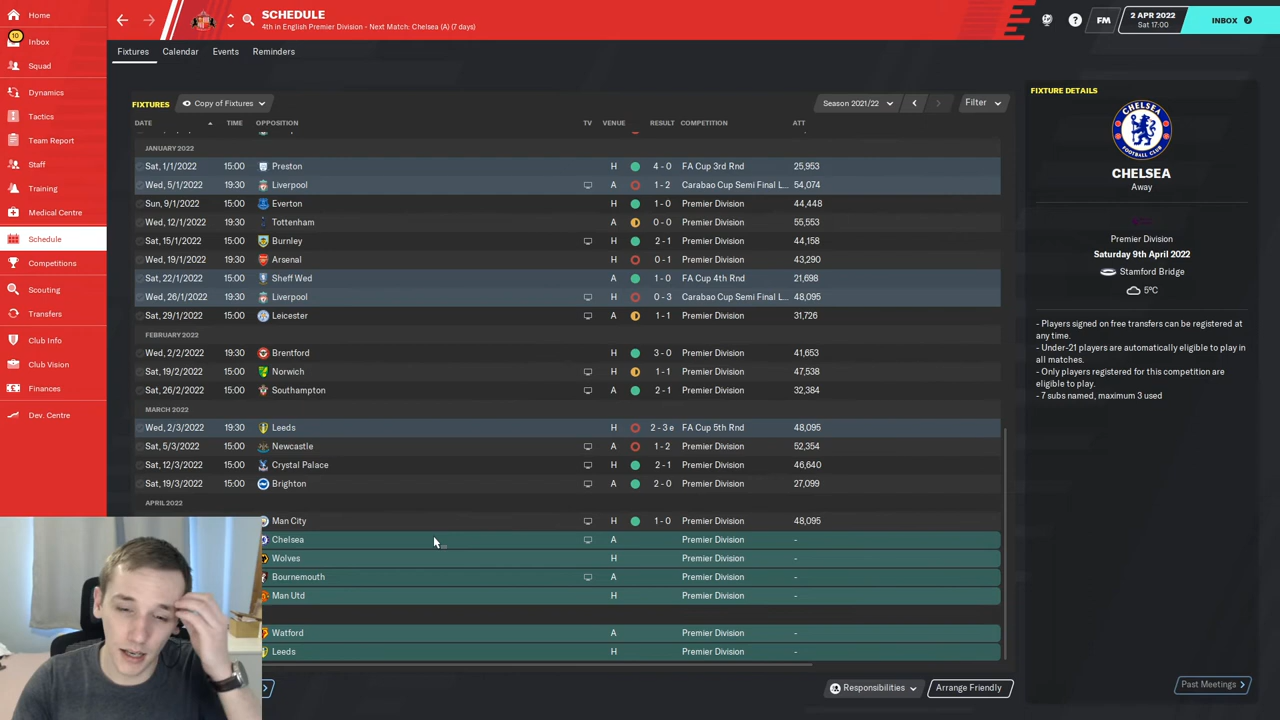 SCHEDULE
4th in English Premier Division - Next Match: Chelsea (A) (7 days)
FM
2 APR 2022
Sat 17:00
INBOX
Home
10
Inbox
Squad
Dynamics
Tactics
Team Report
Staff
Training
Medical Centre
Schedule
Competitions
Scouting
Transfers
Club Info
Club Vision
Finances
Dev. Centre
Fixtures
Calendar
Events
Reminders
FIXTURES
Copy of Fixtures
Season 2021/22
Filter
DATE TIME OPPOSITION TV VENUE RESULT COMPETITION ATT
JANUARY 2022
Sat, 1/1/2022 15:00 Preston H 4 - 0 FA Cup 3rd Rnd 25,953
Wed, 5/1/2022 19:30 Liverpool A 1 - 2 Carabao Cup Semi Final L... 54,074
Sun, 9/1/2022 15:00 Everton H 1 - 0 Premier Division 44,448
Wed, 12/1/2022 19:30 Tottenham A 0 - 0 Premier Division 55,553
Sat, 15/1/2022 15:00 Burnley H 2 - 1 Premier Division 44,158
Wed, 19/1/2022 19:30 Arsenal H 0 - 1 Premier Division 43,290
Sat, 22/1/2022 15:00 Sheff Wed A 1 - 0 FA Cup 4th Rnd 21,698
Wed, 26/1/2022 19:30 Liverpool H 0 - 3 Carabao Cup Semi Final L... 48,095
Sat, 29/1/2022 15:00 Leicester A 1 - 1 Premier Division 31,726
FEBRUARY 2022
Wed, 2/2/2022 19:30 Brentford H 3 - 0 Premier Division 41,653
Sat, 19/2/2022 15:00 Norwich H 1 - 1 Premier Division 47,538
Sat, 26/2/2022 15:00 Southampton A 2 - 1 Premier Division 32,384
MARCH 2022
Wed, 2/3/2022 19:30 Leeds H 2 - 3 e FA Cup 5th Rnd 48,095
Sat, 5/3/2022 15:00 Newcastle A 1 - 2 Premier Division 52,354
Sat, 12/3/2022 15:00 Crystal Palace H 2 - 1 Premier Division 46,640
Sat, 19/3/2022 15:00 Brighton A 2 - 0 Premier Division 27,099
APRIL 2022
Man City H 1 - 0 Premier Division 48,095
Chelsea A Premier Division -
Wolves H Premier Division -
Bournemouth A Premier Division -
Man Utd H Premier Division -
Watford A Premier Division -
Leeds H Premier Division -
Responsibilities
Arrange Friendly
FIXTURE DETAILS
CHELSEA
Away
Premier Division
Saturday 9th April 2022
Stamford Bridge
5ºC
- Players signed on free transfers can be registered at
any time.
- Under-21 players are automatically eligible to play in
all matches.
- Only players registered for this competition are
eligible to play.
- 7 subs named, maximum 3 used
Past Meetings